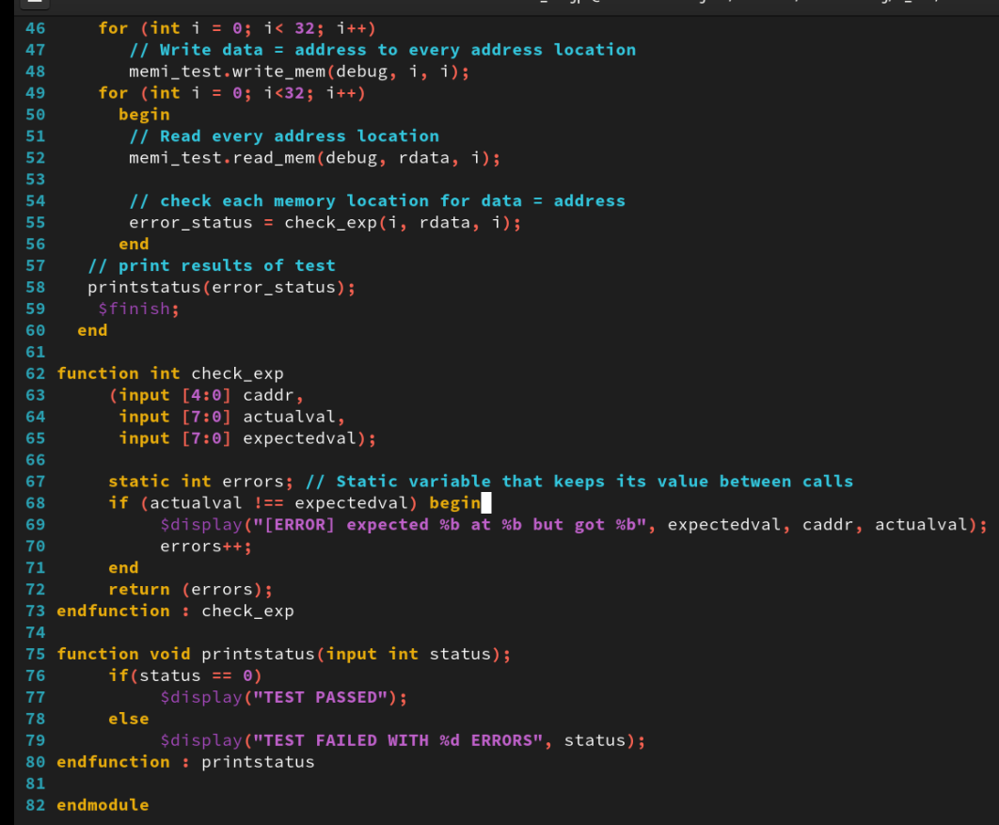 46 for (int i = 0; i< 32; i++)
47 // Write data = address to every address location
48 memi_test.write_mem(debug, i, i);
49 for (int i = 0; i<32; i++)
50 begin
51 // Read every address location
52 memi_test.read_mem(debug, rdata, i);
53
54 // check each memory location for data = address
55 error_status = check_exp(i, rdata, i);
56 end
57 // print results of test
58 printstatus(error_status);
59 $finish;
60 end
61
62 function int check_exp
63 (input [4:0] caddr,
64 input [7:0] actualval,
65 input [7:0] expectedval);
66
67 static int errors; // Static variable that keeps its value between calls
68 if (actualval !== expectedval) begin
69 $display("[ERROR] expected %b at %b but got %b", expectedval, caddr, actualval);
70 errors++;
71 end
72 return (errors);
73 endfunction : check_exp
74
75 function void printstatus(input int status);
76 if(status == 0)
77 $display("TEST PASSED");
78 else
79 $display("TEST FAILED WITH %d ERRORS", status);
80 endfunction : printstatus
81
82 endmodule